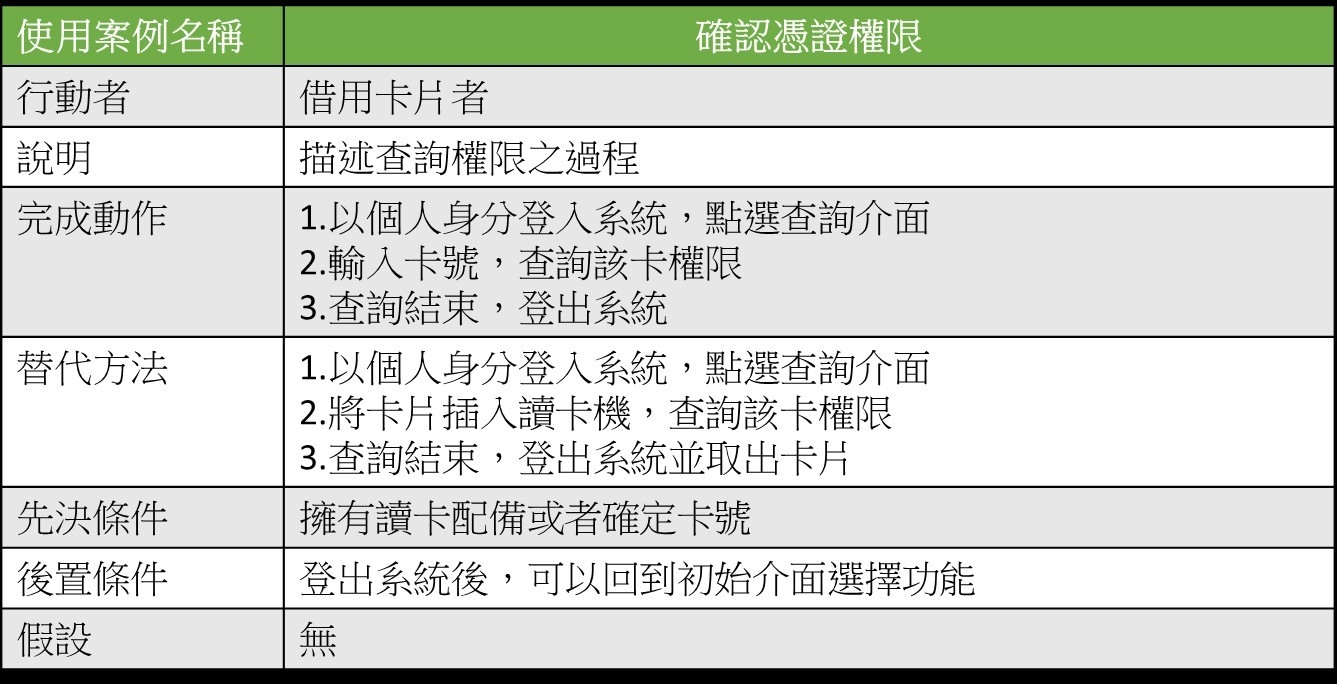 使用案例名稱 確認憑證權限
行動者 借用卡片者
說明 描述查詢權限之過程
完成動作 1.以個人身分登入系統，點選查詢介面
2.輸入卡號，查詢該卡權限
3.查詢結束，登出系統
替代方法 1.以個人身分登入系統，點選查詢介面
2.將卡片插入讀卡機，查詢該卡權限
3.查詢結束，登出系統並取出卡片
先決條件 擁有讀卡配備或者確定卡號
後置條件 登出系統後，可以回到初始介面選擇功能
假設 無